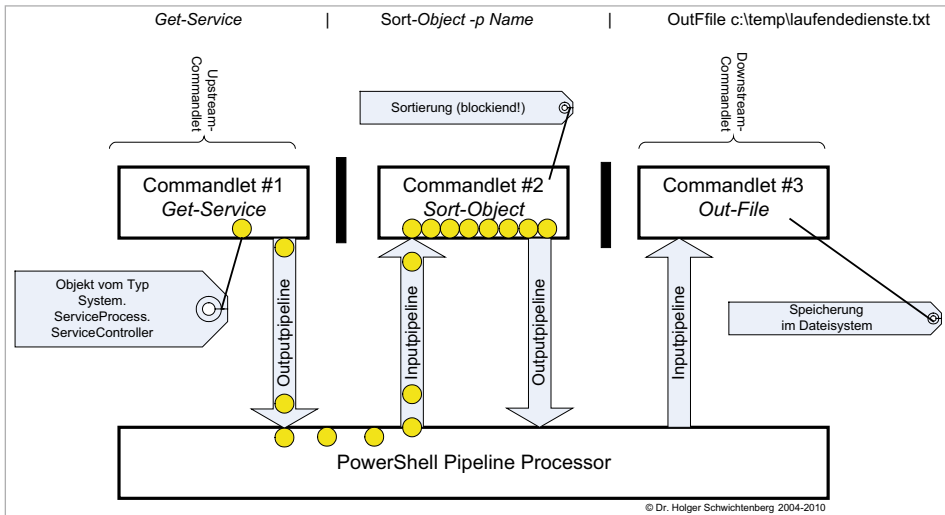 Get-Service | Sort-Object -p Name | OutFfile c:\temp\laufendedienste.txt
Upstream-
Commandlet
Sortierung (blockiend!)
Downstream-
Commandlet
Commandlet #1
Get-Service
Commandlet #2
Sort-Object
Commandlet #3
Out-File
Objekt vom Typ
System.
ServiceProcess.
ServiceController
Outputpipeline
Inputpipeline
Outputpipeline
Inputpipeline
Speicherung
im Dateisystem
PowerShell Pipeline Processor
© Dr. Holger Schwichtenberg 2004-2010